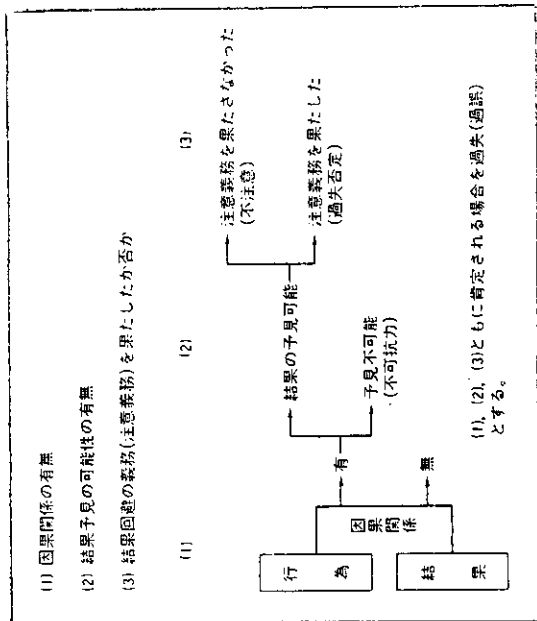 (1) 因果関係の有無
(2) 結果予見の可能性の有無
(3) 結果回避の義務(注意義務)を果たしたか否か
(1)
(2)
(3)
行為
結果
因果関係
有
無
結果の予見可能
予見不可能
(不可抗力)
注意義務を果たさなかった
(不注意)
注意義務を果たした
(過失否定)
(1), (2), (3)ともに肯定される場合を過失(過誤)
とする。